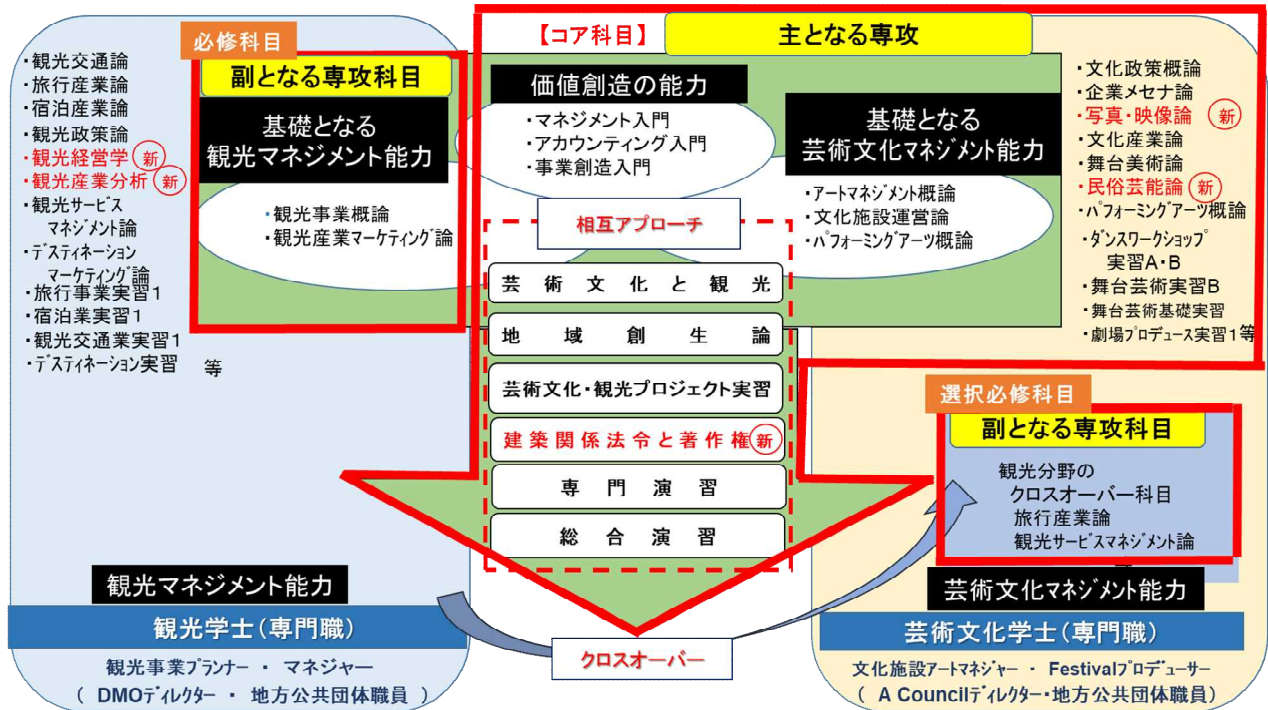 必修科目
・観光交通論
・旅行産業論
・宿泊産業論
・観光政策論
・観光経営学 新
・観光産業分析 新
・観光サービス
マネジメント論
・デスティネーション
マーケティング論
・旅行事業実習1
・宿泊業実習1
・観光交通業実習1
・デスティネーション実習 等
副となる専攻科目
基礎となる
観光マネジメント能力
・観光事業概論
・観光産業マーケティング論
【コア科目】
主となる専攻
価値創造の能力
・マネジメント入門
・アカウンティング入門
・事業創造入門
基礎となる
芸術文化マネジメント能力
・アートマネジメント概論
・文化施設運営論
・パフォーミングアーツ概論
相互アプローチ
芸術文化と観光
地域創生論
芸術文化・観光プロジェクト実習
建築関係法令と著作権 新
専門演習
総合演習
・文化政策概論
・企業メセナ論
・写真・映像論 新
・文化産業論
・舞台美術論
・民俗芸能論 新
・パフォーミングアーツ概論
・ダンスワークショップ
実習A・B
・舞台芸術実習B
・舞台芸術基礎実習
・劇場プロデュース実習1等
選択必修科目
副となる専攻科目
観光分野の
クロスオーバー科目
旅行産業論
観光サービスマネジメント論
観光マネジメント能力
観光学士（専門職）
観光事業プランナー ・ マネジャー
（ DMOディレクター ・ 地方公共団体職員 ）
クロスオーバー
芸術文化マネジメント能力
芸術文化学士（専門職）
文化施設アートマネジャー ・ Festivalプロデューサー
（ A Councilディレクター・地方公共団体職員）